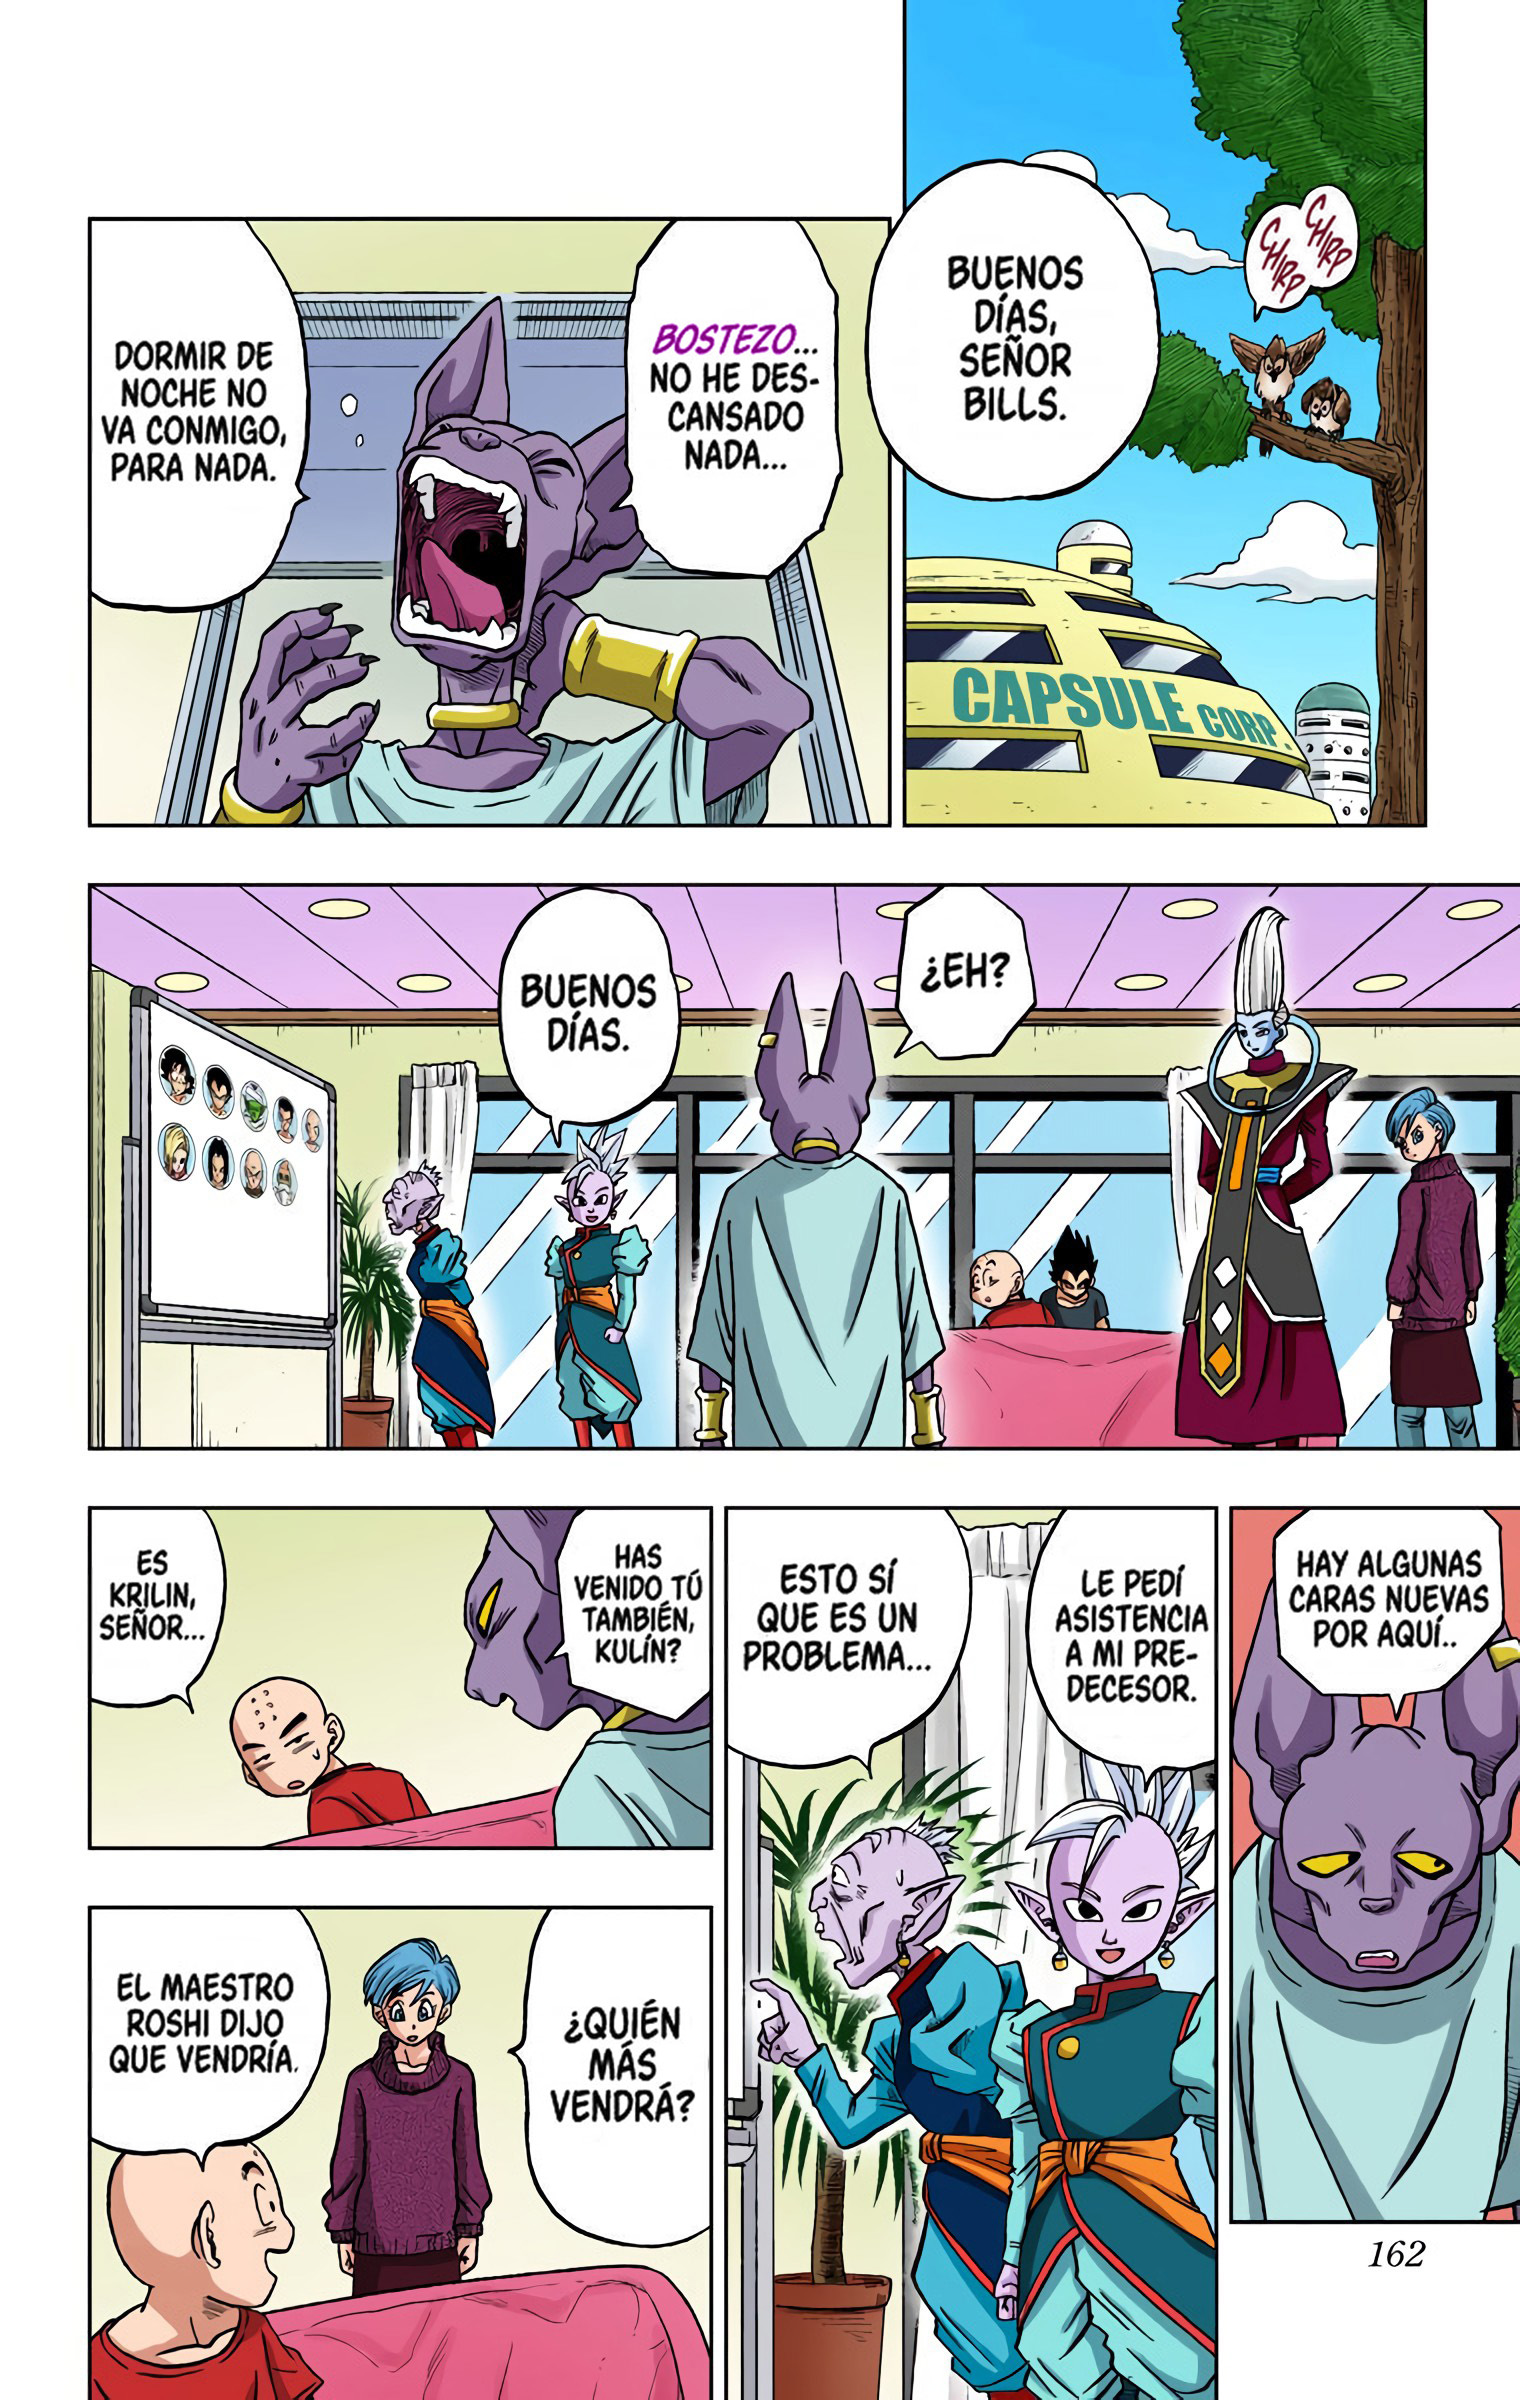 CHIRP
CHIRP
BUENOS
DÍAS,
SEÑOR
BILLS.
CAPSULE CORP.
BOSTEZO...
NO HE DES-
CANSADO
NADA...
DORMIR DE
NOCHE NO
VA CONMIGO,
PARA NADA.
¿EH?
BUENOS
DÍAS.
HAY ALGUNAS
CARAS NUEVAS
POR AQUÍ..
LE PEDÍ
ASISTENCIA
A MI PRE-
DECESOR.
ESTO SÍ
QUE ES UN
PROBLEMA...
HAS
VENIDO TÚ
TAMBIÉN,
KULÍN?
ES
KRILIN,
SEÑOR...
¿QUIÉN
MÁS
VENDRÁ?
EL MAESTRO
ROSHI DIJO
QUE VENDRÍA.
162